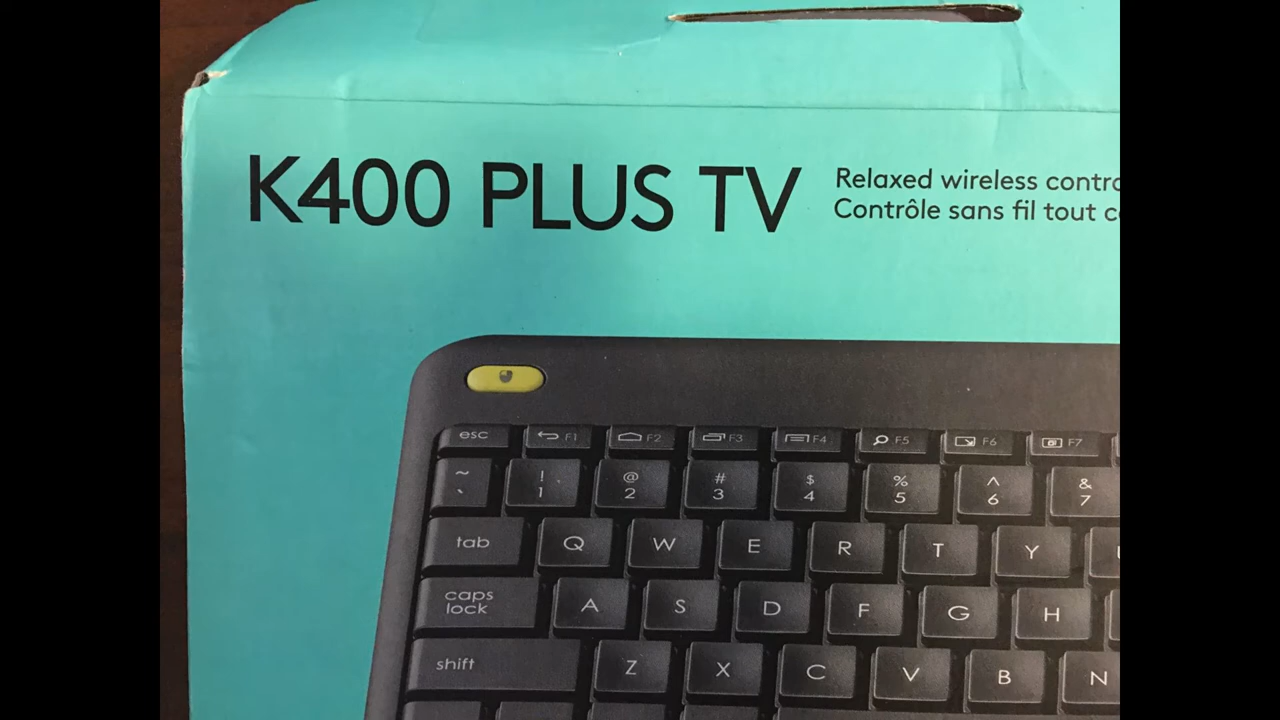 K400 PLUS TV
Relaxed wireless contro
Contrôle sans fil tout c
esc F1 F2 F3 F4 F5 F6 F7
~ ! @ # $ % ^ &
` 1 2 3 4 5 6 7
tab Q W E R T Y
caps lock A S D F G H
shift Z X C V B N